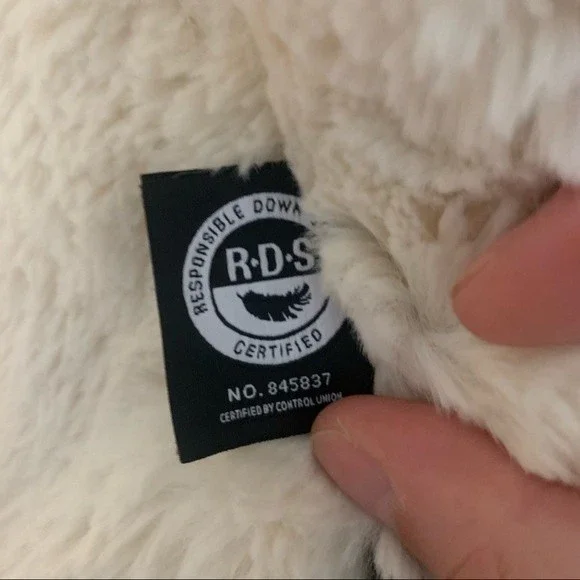 RESPONSIBLE DOWN
R·D·S
CERTIFIED
NO. 845837
CERTIFIED BY CONTROL UNION